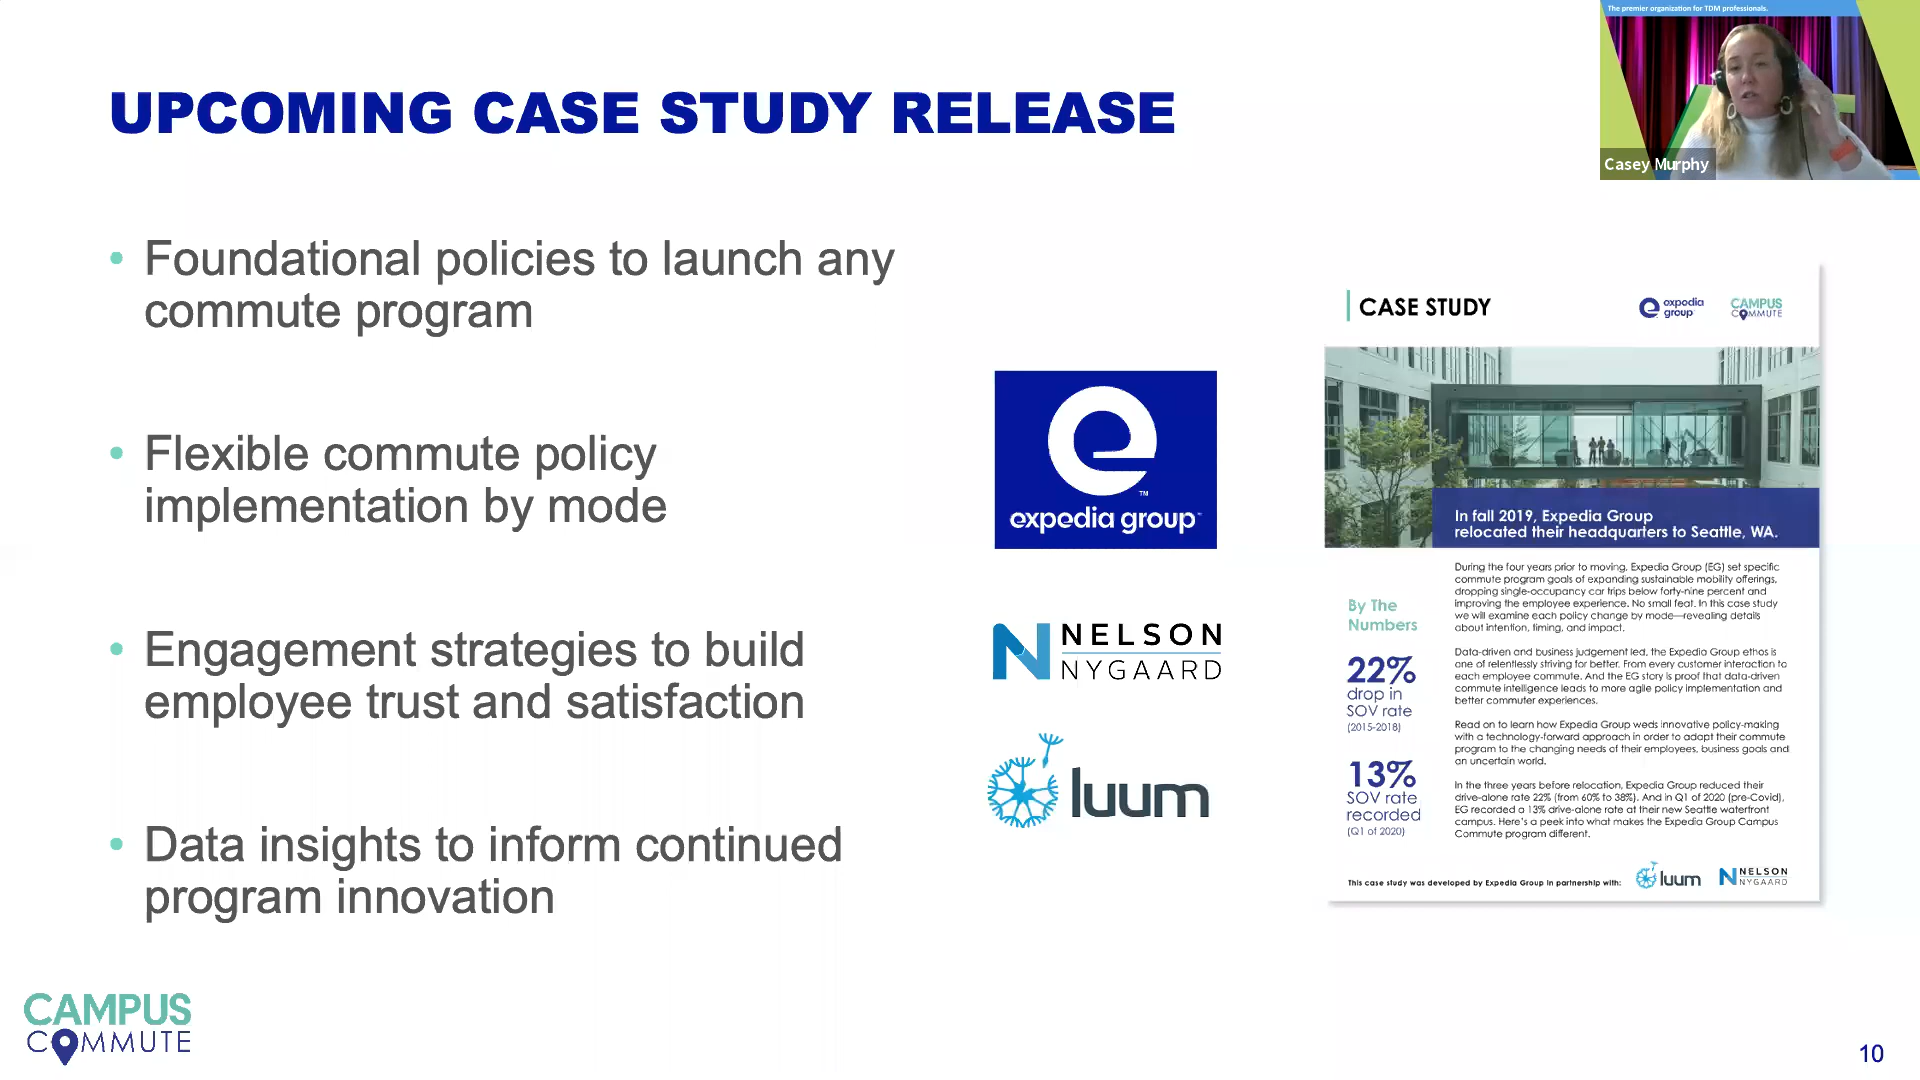 The premier organization for TDM professionals.
Casey Murphy
UPCOMING CASE STUDY RELEASE
• Foundational policies to launch any
commute program
• Flexible commute policy
implementation by mode
• Engagement strategies to build
employee trust and satisfaction
• Data insights to inform continued
program innovation
expedia group™
NELSON
NYGAARD
luum
CASE STUDY
expedia
group
CAMPUS
COMMUTE
In fall 2019, Expedia Group
relocated their headquarters to Seattle, WA.
During the four years prior to moving, Expedia Group (EG) set specific
commute program goals of expanding sustainable mobility offerings,
dropping single-occupancy car trips below forty-nine percent and
improving the employee experience. No small feat. In this case study
we will examine each policy change by mode—revealing details
about intention, timing, and impact.
Data-driven and business judgement led, the Expedia Group ethos is
one of relentlessly striving for better. From every customer interaction to
each employee commute. And the EG story is proof that data-driven
commute intelligence leads to more agile policy implementation and
better commuter experiences.
Read on to learn how Expedia Group weds innovative policy-making
with a technology-forward approach in order to adapt their commute
program to the changing needs of their employees, business goals and
an uncertain world.
In the three years before relocation, Expedia Group reduced their
drive-alone rate 22% (from 60% to 38%). And in Q1 of 2020 (pre-Covid),
EG recorded a 13% drive-alone rate at their new Seattle waterfront
campus. Here's a peek into what makes the Expedia Group Campus
Commute program different.
By The
Numbers
22%
drop in
SOV rate
(2015-2018)
13%
SOV rate
recorded
(Q1 of 2020)
This case study was developed by Expedia Group in partnership with:
luum
NELSON
NYGAARD
CAMPUS
COMMUTE
10